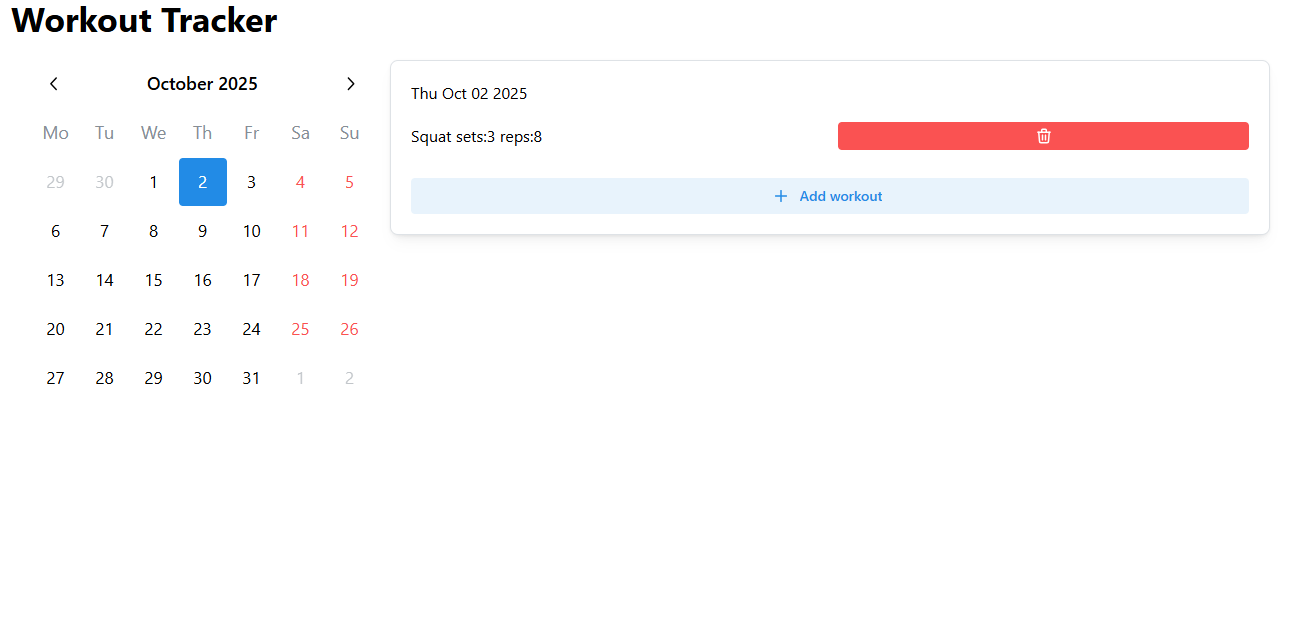 Workout Tracker
October 2025
Mo Tu We Th Fr Sa Su
29 30 1 2 3 4 5
6 7 8 9 10 11 12
13 14 15 16 17 18 19
20 21 22 23 24 25 26
27 28 29 30 31 1 2
Thu Oct 02 2025
Squat sets:3 reps:8
Add workout